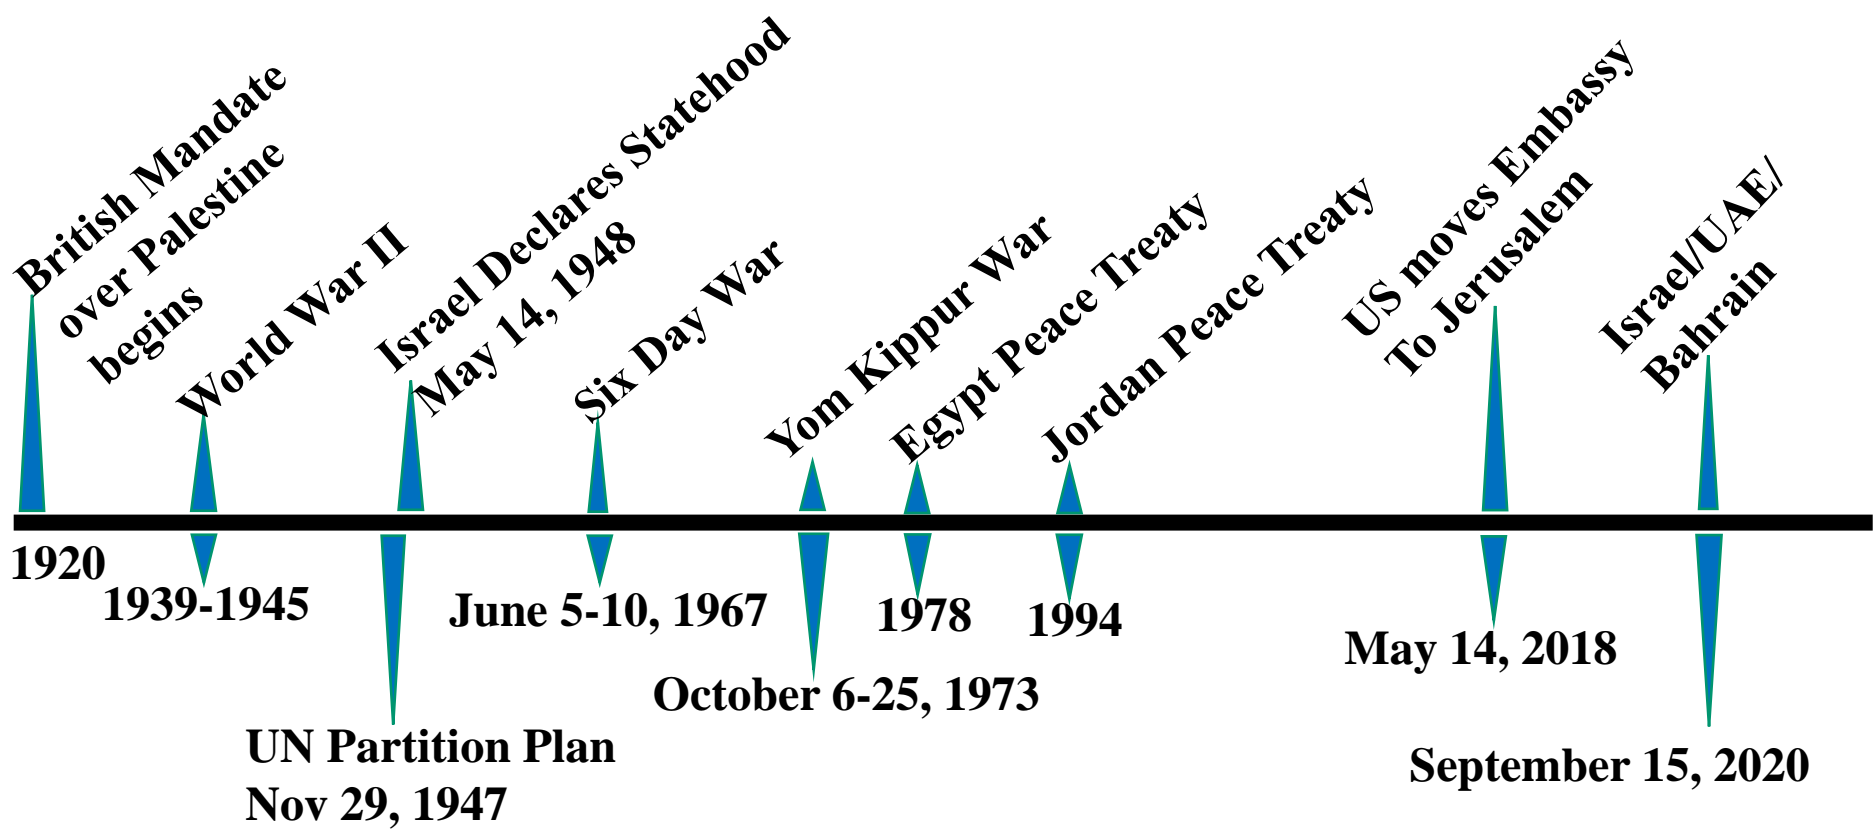 British Mandate
over Palestine
begins
World War II
Israel Declares Statehood
May 14, 1948
Six Day War
Yom Kippur War
Egypt Peace Treaty
Jordan Peace Treaty
US moves Embassy
To Jerusalem
Israel/UAE/
Bahrain
1920
1939-1945
UN Partition Plan
Nov 29, 1947
June 5-10, 1967
October 6-25, 1973
1978
1994
May 14, 2018
September 15, 2020